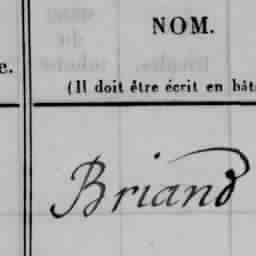 NOM.
e.
(Il doit être écrit en bât
Briand